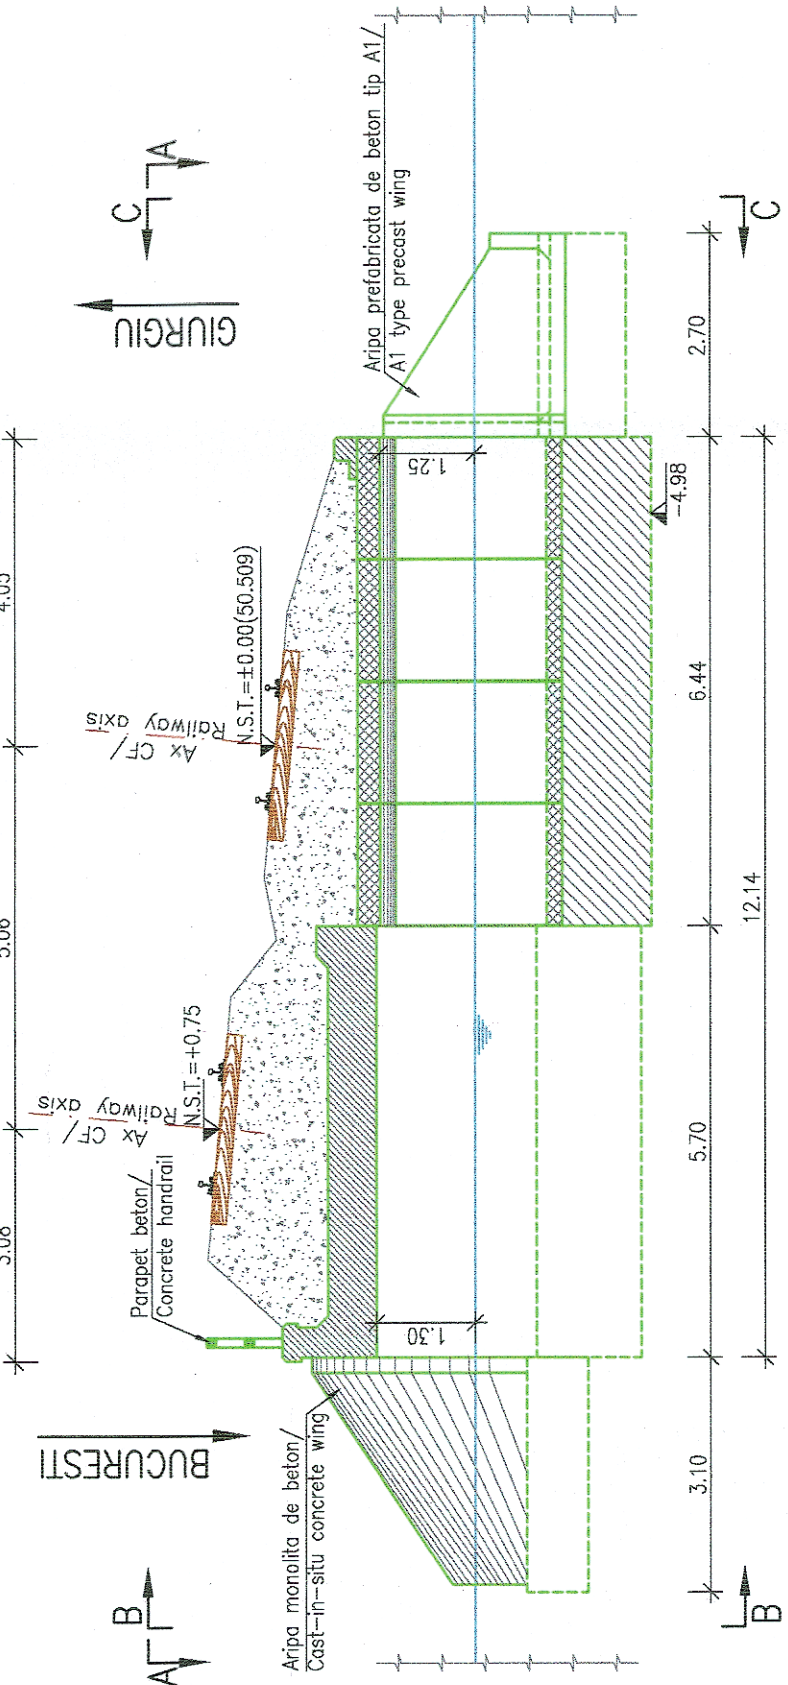 B
A
BUCURESTI
GIURGIU
C
A
3.08
5.06
4.05
Parapet beton/
Concrete handrail
Ax CF/
Railway axis
N.S.T.=+0.75
Ax CF/
Railway axis
N.S.T.=±0.00(50.509)
Aripa monolita de beton/
Cast-in-situ concrete wing
Aripa prefabricata de beton tip A1/
A1 type precast wing
1.30
1.25
-4.98
3.10
5.70
6.44
2.70
12.14
B
C